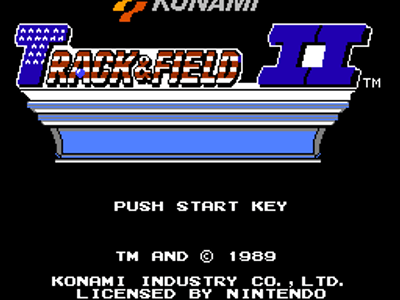 KONAMI
TRACK & FIELD II TM
PUSH START KEY
TM AND © 1989
KONAMI INDUSTRY CO.,LTD.
LICENSED BY NINTENDO